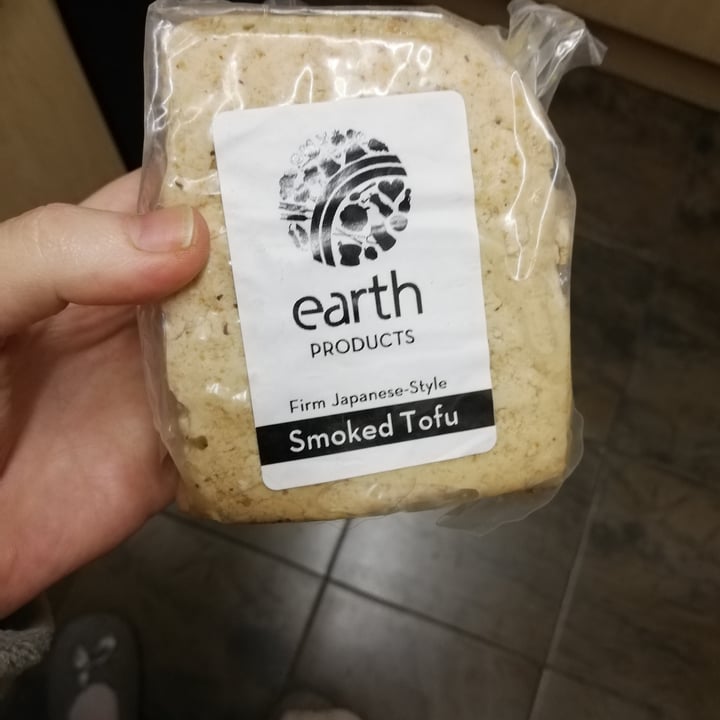 earth
PRODUCTS
Firm Japanese-Style
Smoked Tofu